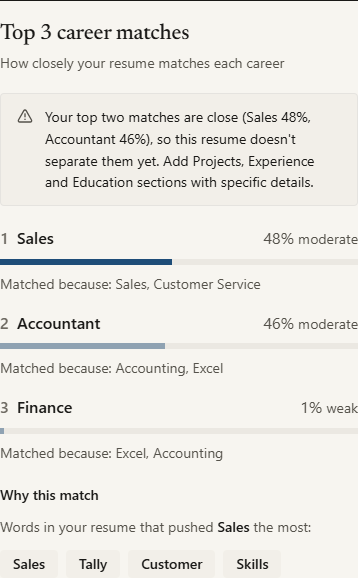 Top 3 career matches
How closely your resume matches each career
Your top two matches are close (Sales 48%,
Accountant 46%), so this resume doesn't
separate them yet. Add Projects, Experience
and Education sections with specific details.
1 Sales 48% moderate
Matched because: Sales, Customer Service
2 Accountant 46% moderate
Matched because: Accounting, Excel
3 Finance 1% weak
Matched because: Excel, Accounting
Why this match
Words in your resume that pushed Sales the most:
Sales Tally Customer Skills